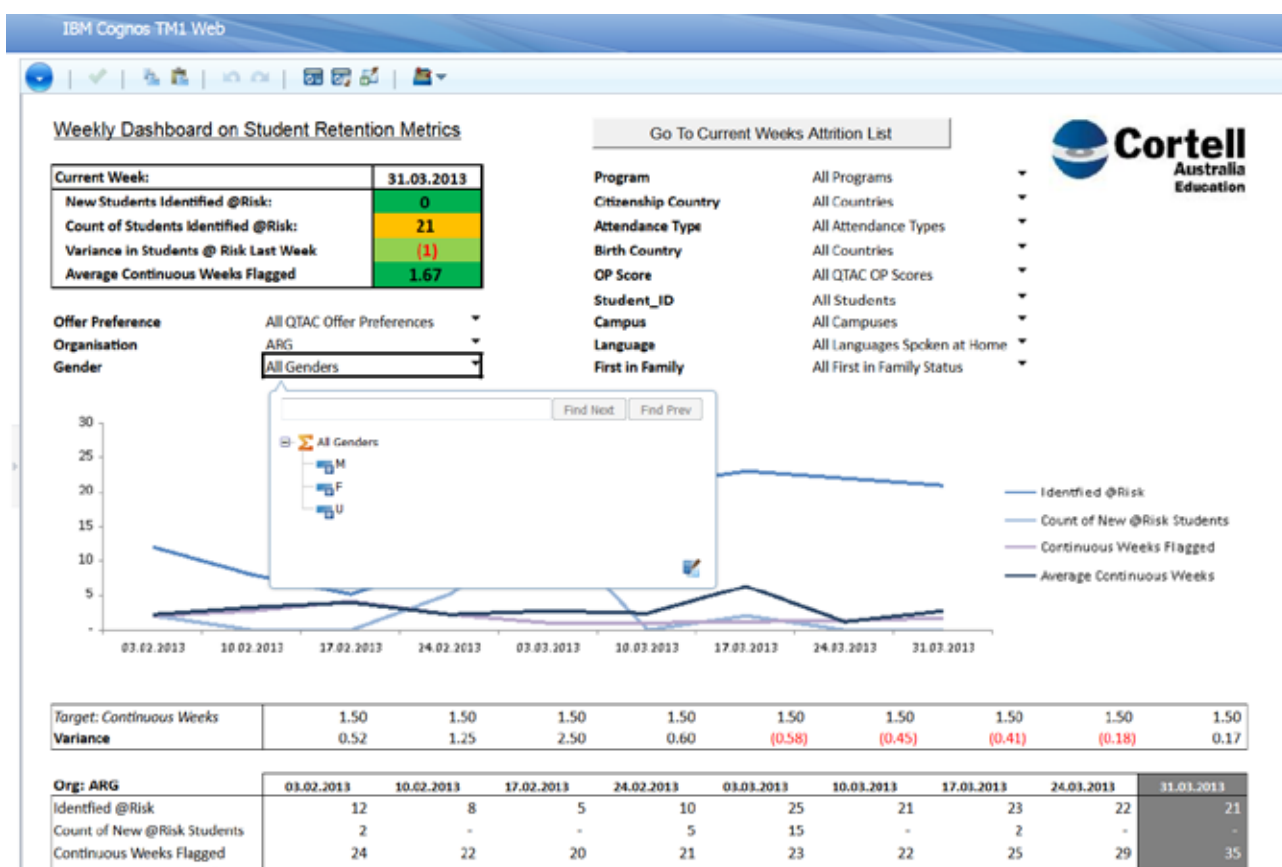 IBM Cognos TM1 Web
Weekly Dashboard on Student Retention Metrics
Go To Current Weeks Attrition List
Cortell
Australia
Education
Current Week: 31.03.2013
New Students Identified @Risk: 0
Count of Students Identified @Risk: 21
Variance in Students @ Risk Last Week (1)
Average Continuous Weeks Flagged 1.67
Program All Programs
Citizenship Country All Countries
Attendance Type All Attendance Types
Birth Country All Countries
OP Score All QTAC OP Scores
Student_ID All Students
Offer Preference All QTAC Offer Preferences Campus All Campuses
Organisation ARG Language All Languages Spoken at Home
Gender All Genders First in Family All First in Family Status
Find Next Find Prev
All Genders
M
F
U
30
25
20
15
10
5
-
03.02.2013 10.02.2013 17.02.2013 24.02.2013 03.03.2013 10.03.2013 17.03.2013 24.03.2013 31.03.2013
Identfied @Risk
Count of New @Risk Students
Continuous Weeks Flagged
Average Continuous Weeks
Target: Continuous Weeks 1.50 1.50 1.50 1.50 1.50 1.50 1.50 1.50 1.50
Variance 0.52 1.25 2.50 0.60 (0.58) (0.45) (0.41) (0.18) 0.17
Org: ARG 03.02.2013 10.02.2013 17.02.2013 24.02.2013 03.03.2013 10.03.2013 17.03.2013 24.03.2013 31.03.2013
Identfied @Risk 12 8 5 10 25 21 23 22 21
Count of New @Risk Students 2 - - 5 15 - 2 - -
Continuous Weeks Flagged 24 22 20 21 23 22 25 29 35